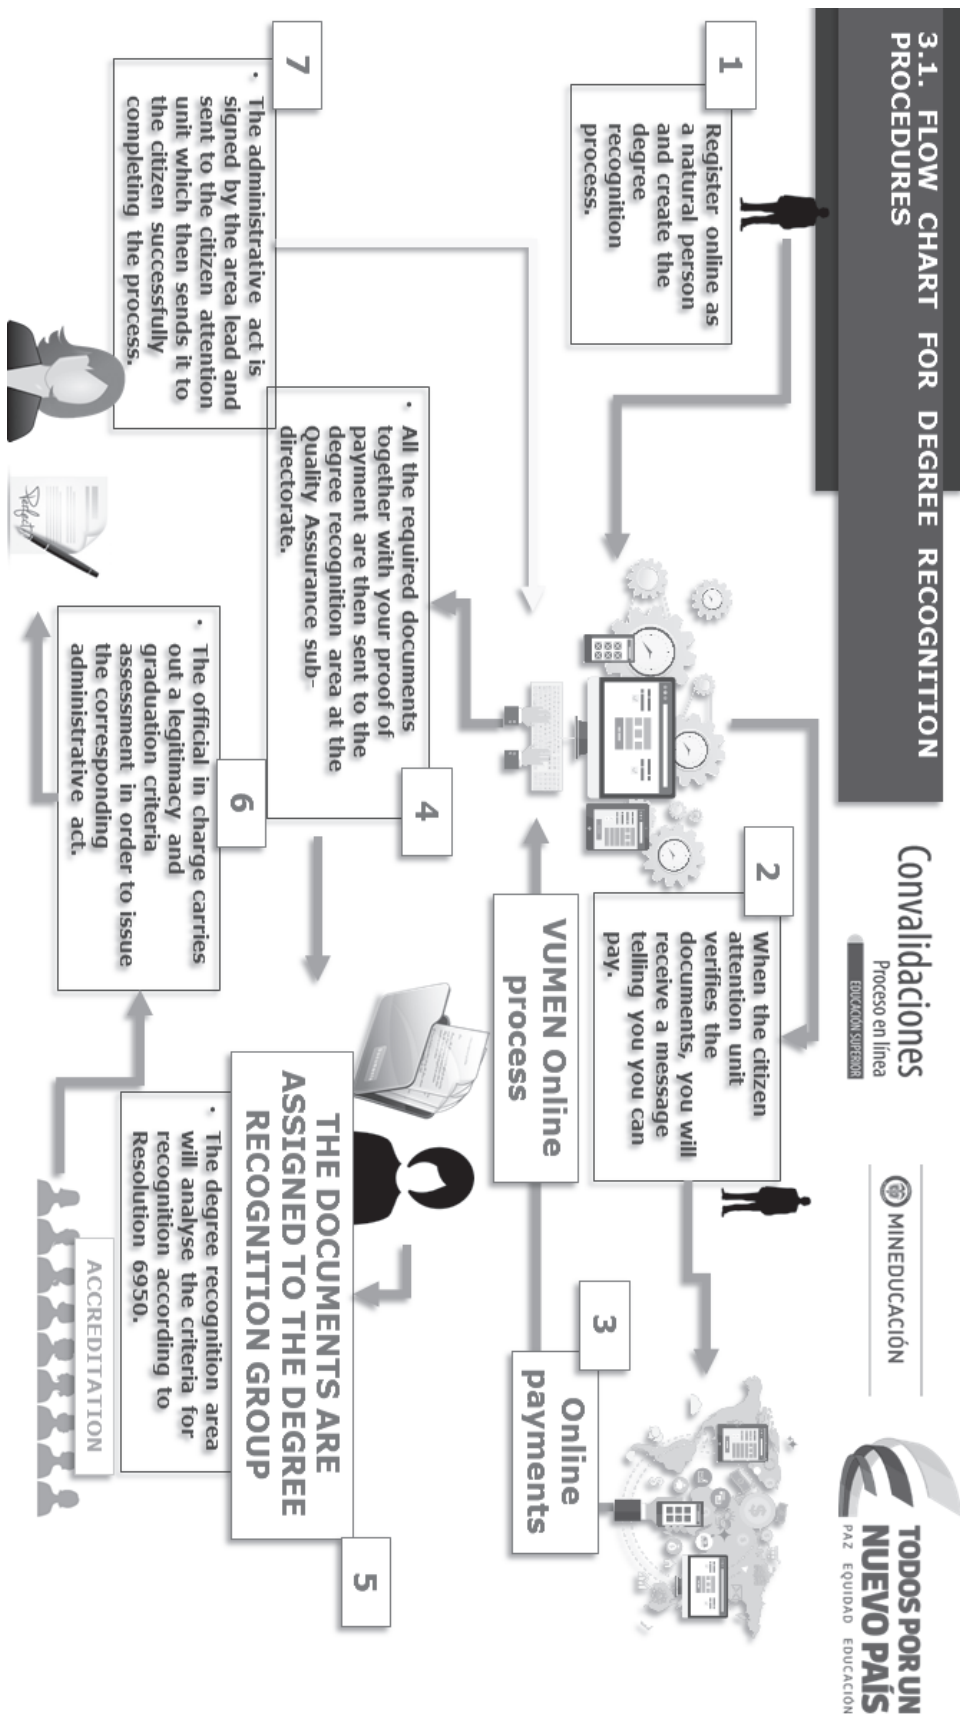 3.1. FLOW CHART FOR DEGREE RECOGNITION
PROCEDURES
Convalidaciones
Proceso en línea
EDUCACIÓN SUPERIOR
MINEDUCACIÓN
TODOS POR UN
NUEVO PAÍS
PAZ EQUIDAD EDUCACIÓN
1
Register online as
a natural person
and create the
degree
recognition
process.
2
When the citizen
attention unit
verifies the
documents, you will
receive a message
telling you you can
pay.
3
Online
payments
VUMEN Online
process
4
• All the required documents
together with your proof of
payment are then sent to the
degree recognition area at the
Quality Assurance sub-
directorate.
5
THE DOCUMENTS ARE
ASSIGNED TO THE DEGREE
RECOGNITION GROUP
• The degree recognition area
will analyse the criteria for
recognition according to
Resolution 6950.
ACCREDITATION
6
• The official in charge carries
out a legitimacy and
graduation criteria
assessment in order to issue
the corresponding
administrative act.
7
• The administrative act is
signed by the area lead and
sent to the citizen attention
unit which then sends it to
the citizen successfully
completing the process.